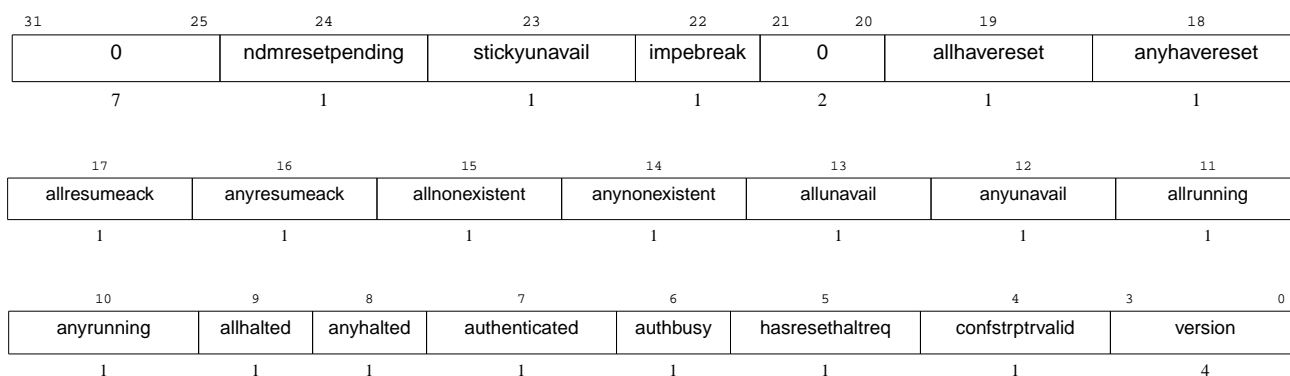 31 25 24 23 22 21 20 19 18
0 ndmresetpending stickyunavail impebreak 0 allhavereset anyhavereset
7 1 1 1 2 1 1
17 16 15 14 13 12 11
allresumeack anyresumeack allnonexistent anynonexistent allunavail anyunavail allrunning
1 1 1 1 1 1 1
10 9 8 7 6 5 4 3 0
anyrunning allhalted anyhalted authenticated authbusy hasresethaltreq confstrptrvalid version
1 1 1 1 1 1 1 4